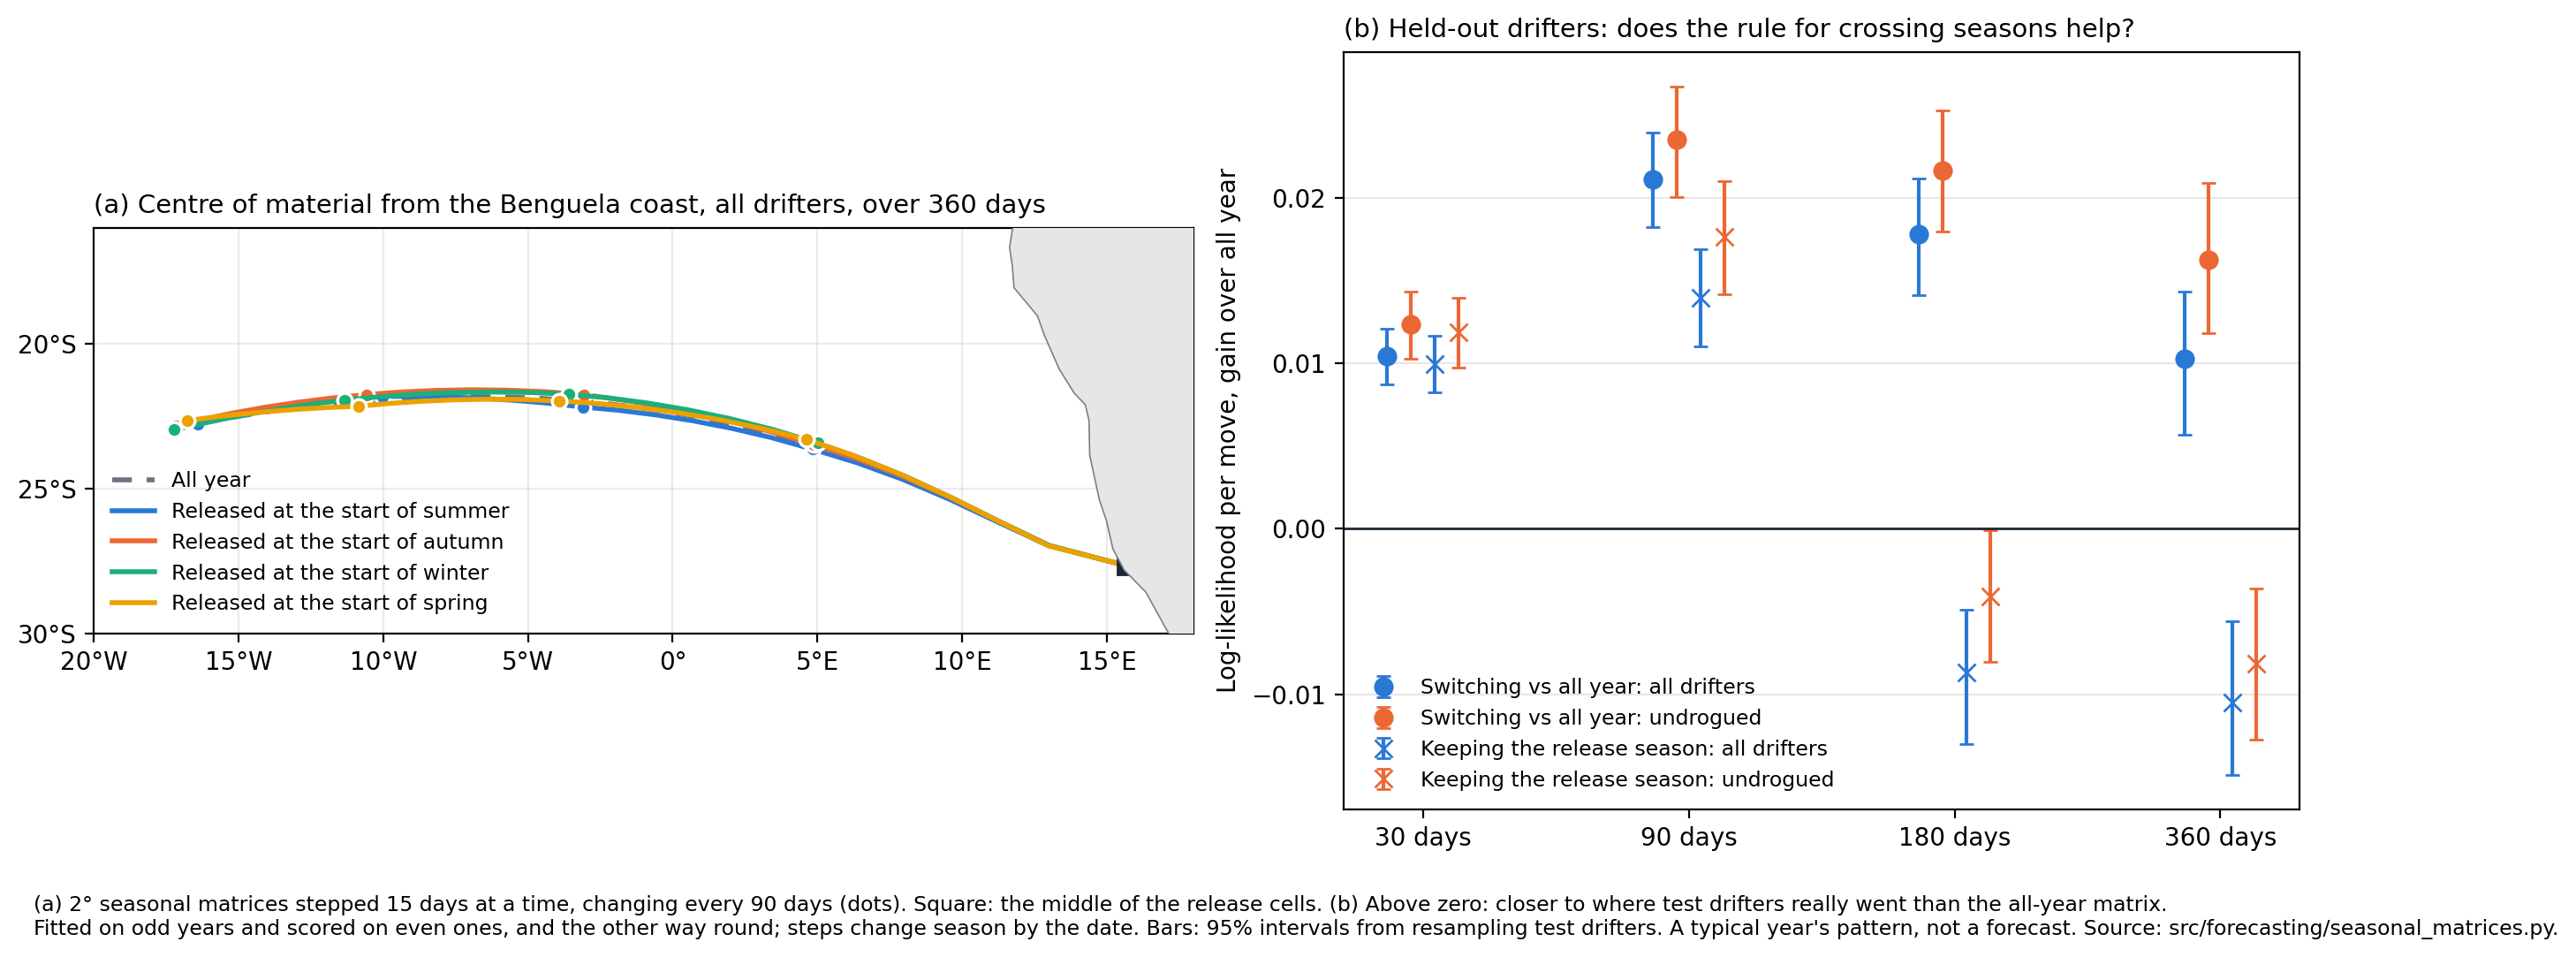 (a) Centre of material from the Benguela coast, all drifters, over 360 days
20°S
25°S
30°S
20°W
15°W
10°W
5°W
0°
5°E
10°E
15°E
All year
Released at the start of summer
Released at the start of autumn
Released at the start of winter
Released at the start of spring
(b) Held-out drifters: does the rule for crossing seasons help?
Log-likelihood per move, gain over all year
0.02
0.01
0.00
−0.01
30 days
90 days
180 days
360 days
Switching vs all year: all drifters
Switching vs all year: undrogued
Keeping the release season: all drifters
Keeping the release season: undrogued
(a) 2° seasonal matrices stepped 15 days at a time, changing every 90 days (dots). Square: the middle of the release cells. (b) Above zero: closer to where test drifters really went than the all-year matrix.
Fitted on odd years and scored on even ones, and the other way round; steps change season by the date. Bars: 95% intervals from resampling test drifters. A typical year's pattern, not a forecast. Source: src/forecasting/seasonal_matrices.py.